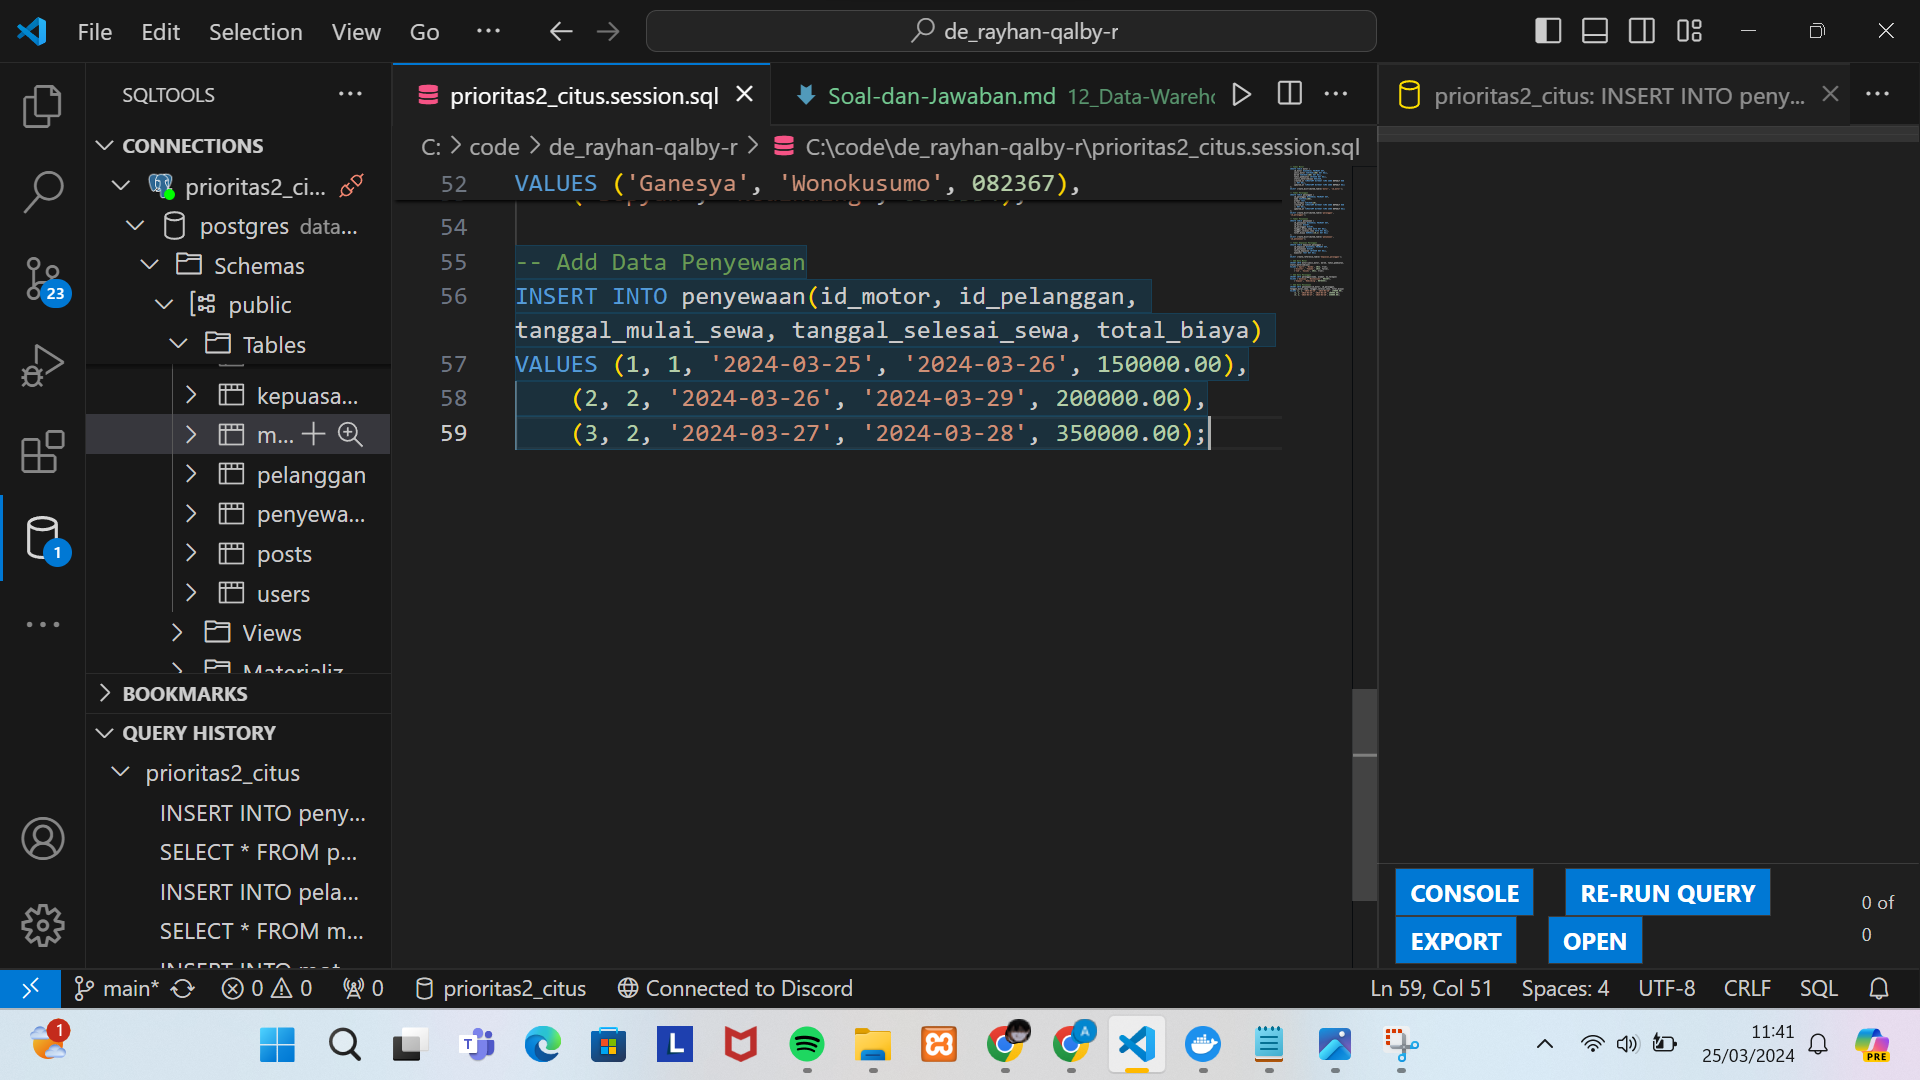 File Edit Selection View Go ··· de_rayhan-qalby-r
SQLTOOLS
CONNECTIONS
prioritas2_ci...
postgres data...
Schemas
public
Tables
kepuasa...
m...
pelanggan
penyewa...
posts
users
Views
Materializ
BOOKMARKS
QUERY HISTORY
prioritas2_citus
INSERT INTO peny...
SELECT * FROM p...
INSERT INTO pela...
SELECT * FROM m...
23
1
prioritas2_citus.session.sql
Soal-dan-Jawaban.md 12_Data-Wareho
C: > code > de_rayhan-qalby-r > C:\code\de_rayhan-qalby-r\prioritas2_citus.session.sql
52 VALUES ('Ganesya', 'Wonokusumo', 082367),
54
55 -- Add Data Penyewaan
56 INSERT INTO penyewaan(id_motor, id_pelanggan,
tanggal_mulai_sewa, tanggal_selesai_sewa, total_biaya)
57 VALUES (1, 1, '2024-03-25', '2024-03-26', 150000.00),
58 (2, 2, '2024-03-26', '2024-03-29', 200000.00),
59 (3, 2, '2024-03-27', '2024-03-28', 350000.00);
prioritas2_citus: INSERT INTO peny...
CONSOLE RE-RUN QUERY
EXPORT OPEN
0 of
0
main* 0 0 0 prioritas2_citus Connected to Discord Ln 59, Col 51 Spaces: 4 UTF-8 CRLF SQL
1
T
L
A
PRE
11:41
25/03/2024